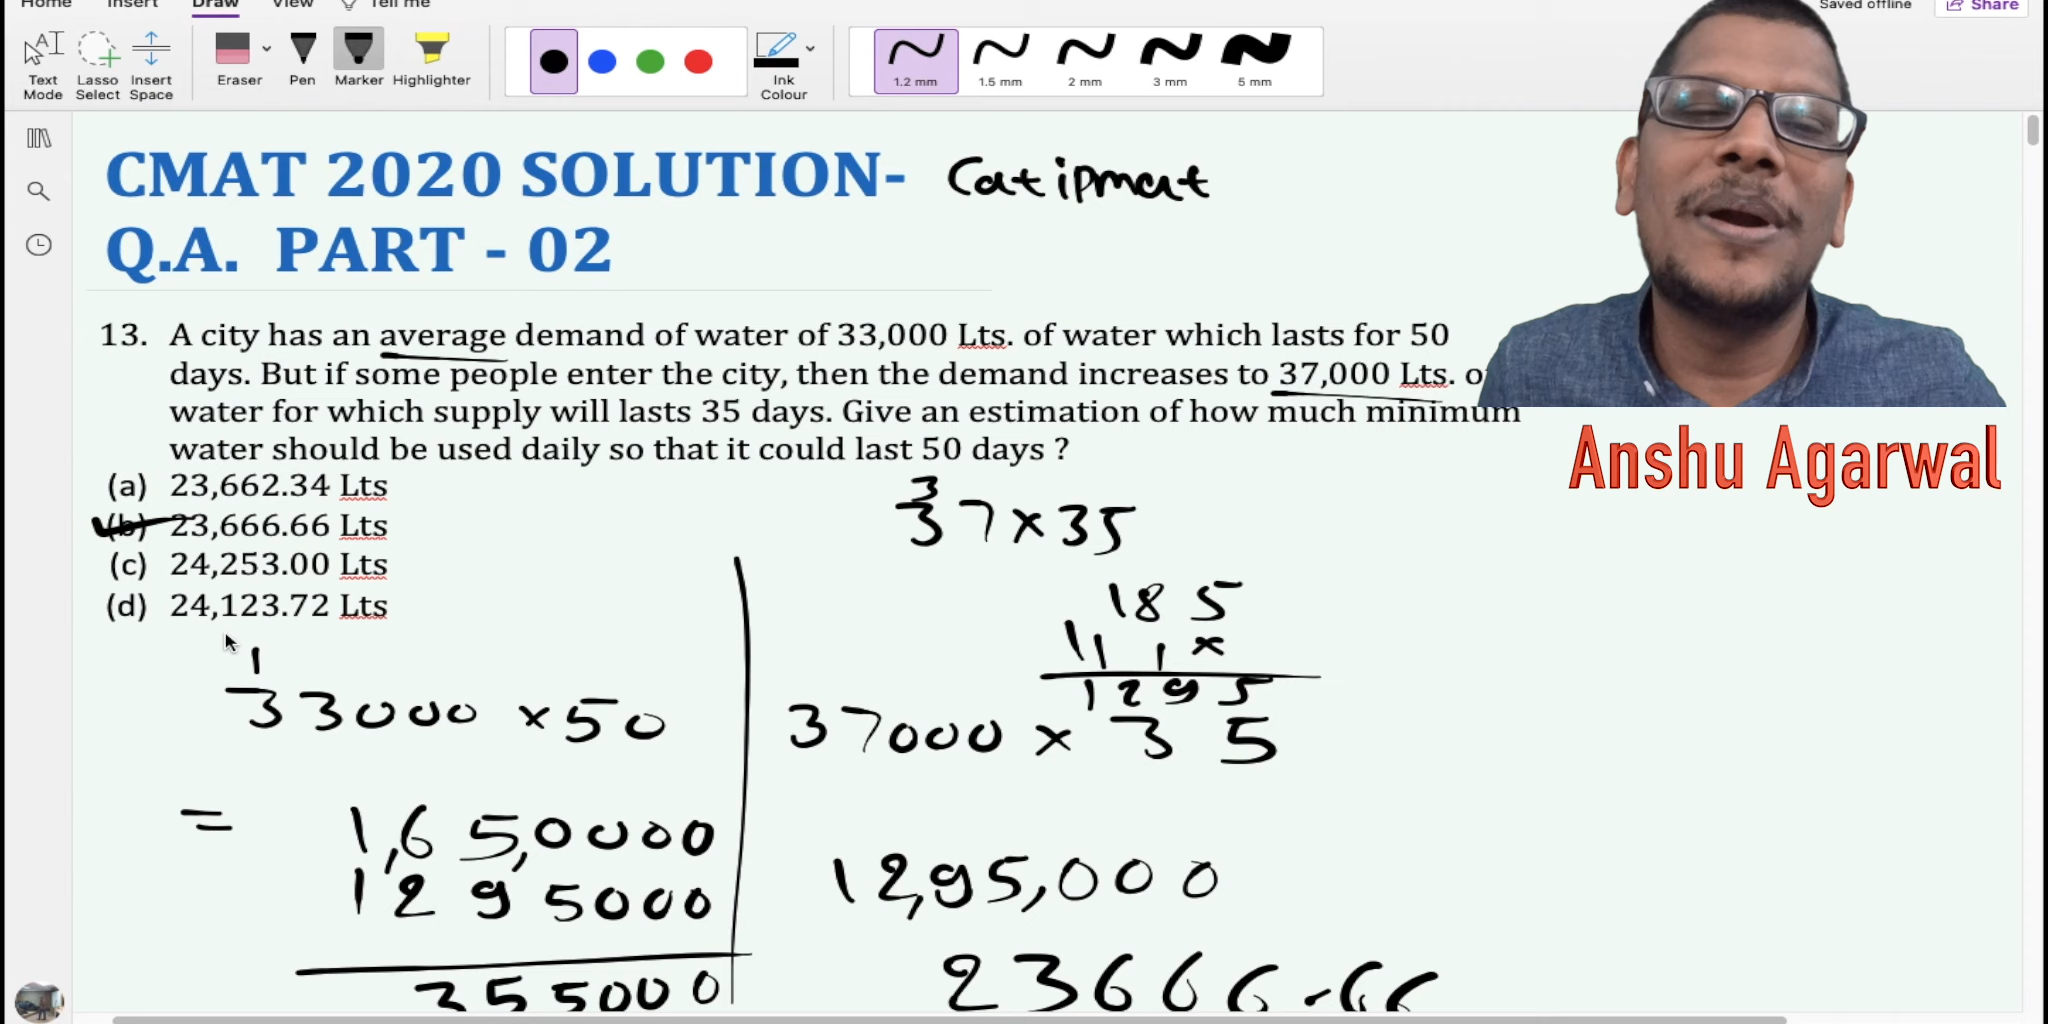 Home Insert Draw View Tell me
Saved offline Share
Text Mode
Lasso Select
Insert Space
Eraser
Pen
Marker
Highlighter
Ink Colour
1.2 mm
1.5 mm
2 mm
3 mm
5 mm
CMAT 2020 SOLUTION- Catipmat
Q.A. PART - 02
13. A city has an average demand of water of 33,000 Lts. of water which lasts for 50
days. But if some people enter the city, then the demand increases to 37,000 Lts.
water for which supply will lasts 35 days. Give an estimation of how much minimum
water should be used daily so that it could last 50 days ?
Anshu Agarwal
(a) 23,662.34 Lts
(b) 23,666.66 Lts
(c) 24,253.00 Lts
(d) 24,123.72 Lts
3
37 x 35
185
111 x
1295
1
33000 x 50
37000 x 35
= 1,65,0000
1295000
355000
12,95,000
23666.66